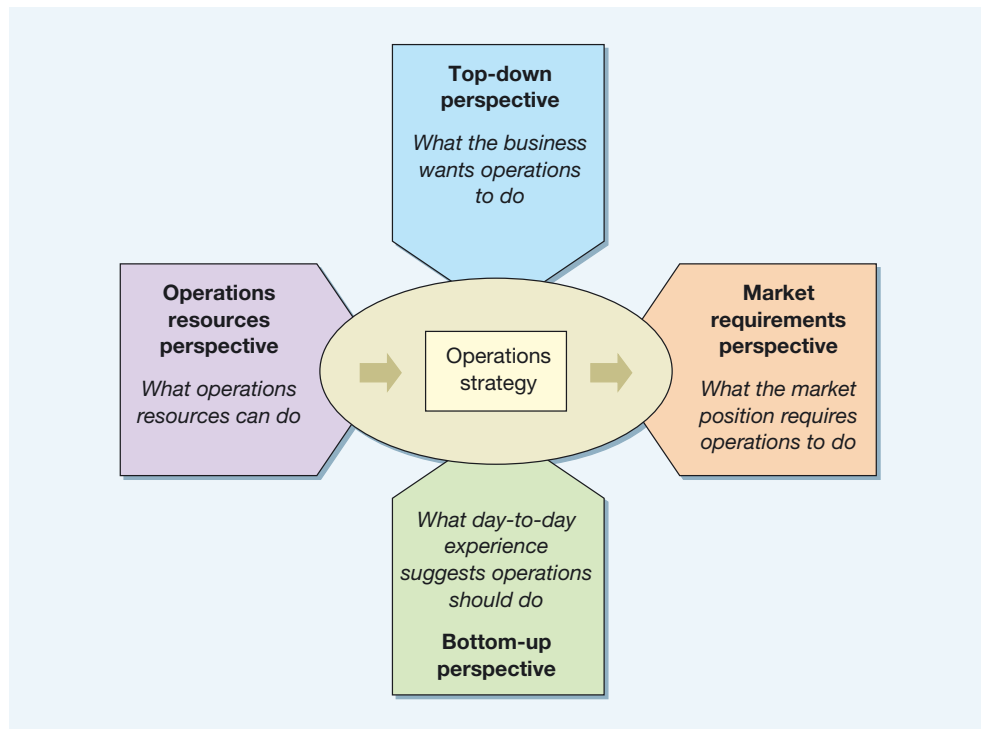 Top-down
perspective
What the business
wants operations
to do
Operations
resources
perspective
What operations
resources can do
Operations
strategy
Market
requirements
perspective
What the market
position requires
operations to do
What day-to-day
experience
suggests operations
should do
Bottom-up
perspective